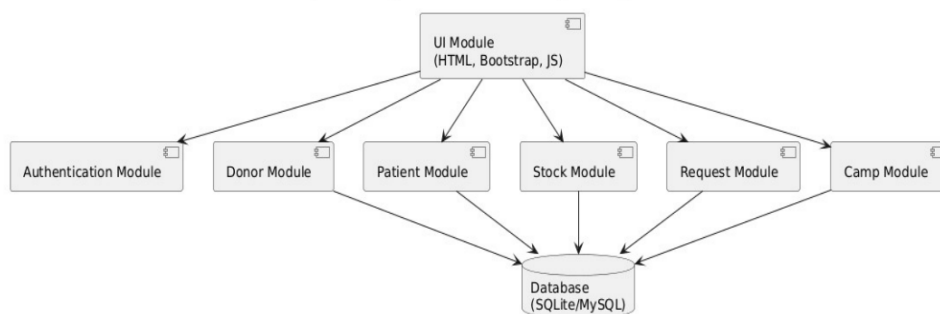 UI Module
(HTML, Bootstrap, JS)
Authentication Module
Donor Module
Patient Module
Stock Module
Request Module
Camp Module
Database
(SQLite/MySQL)